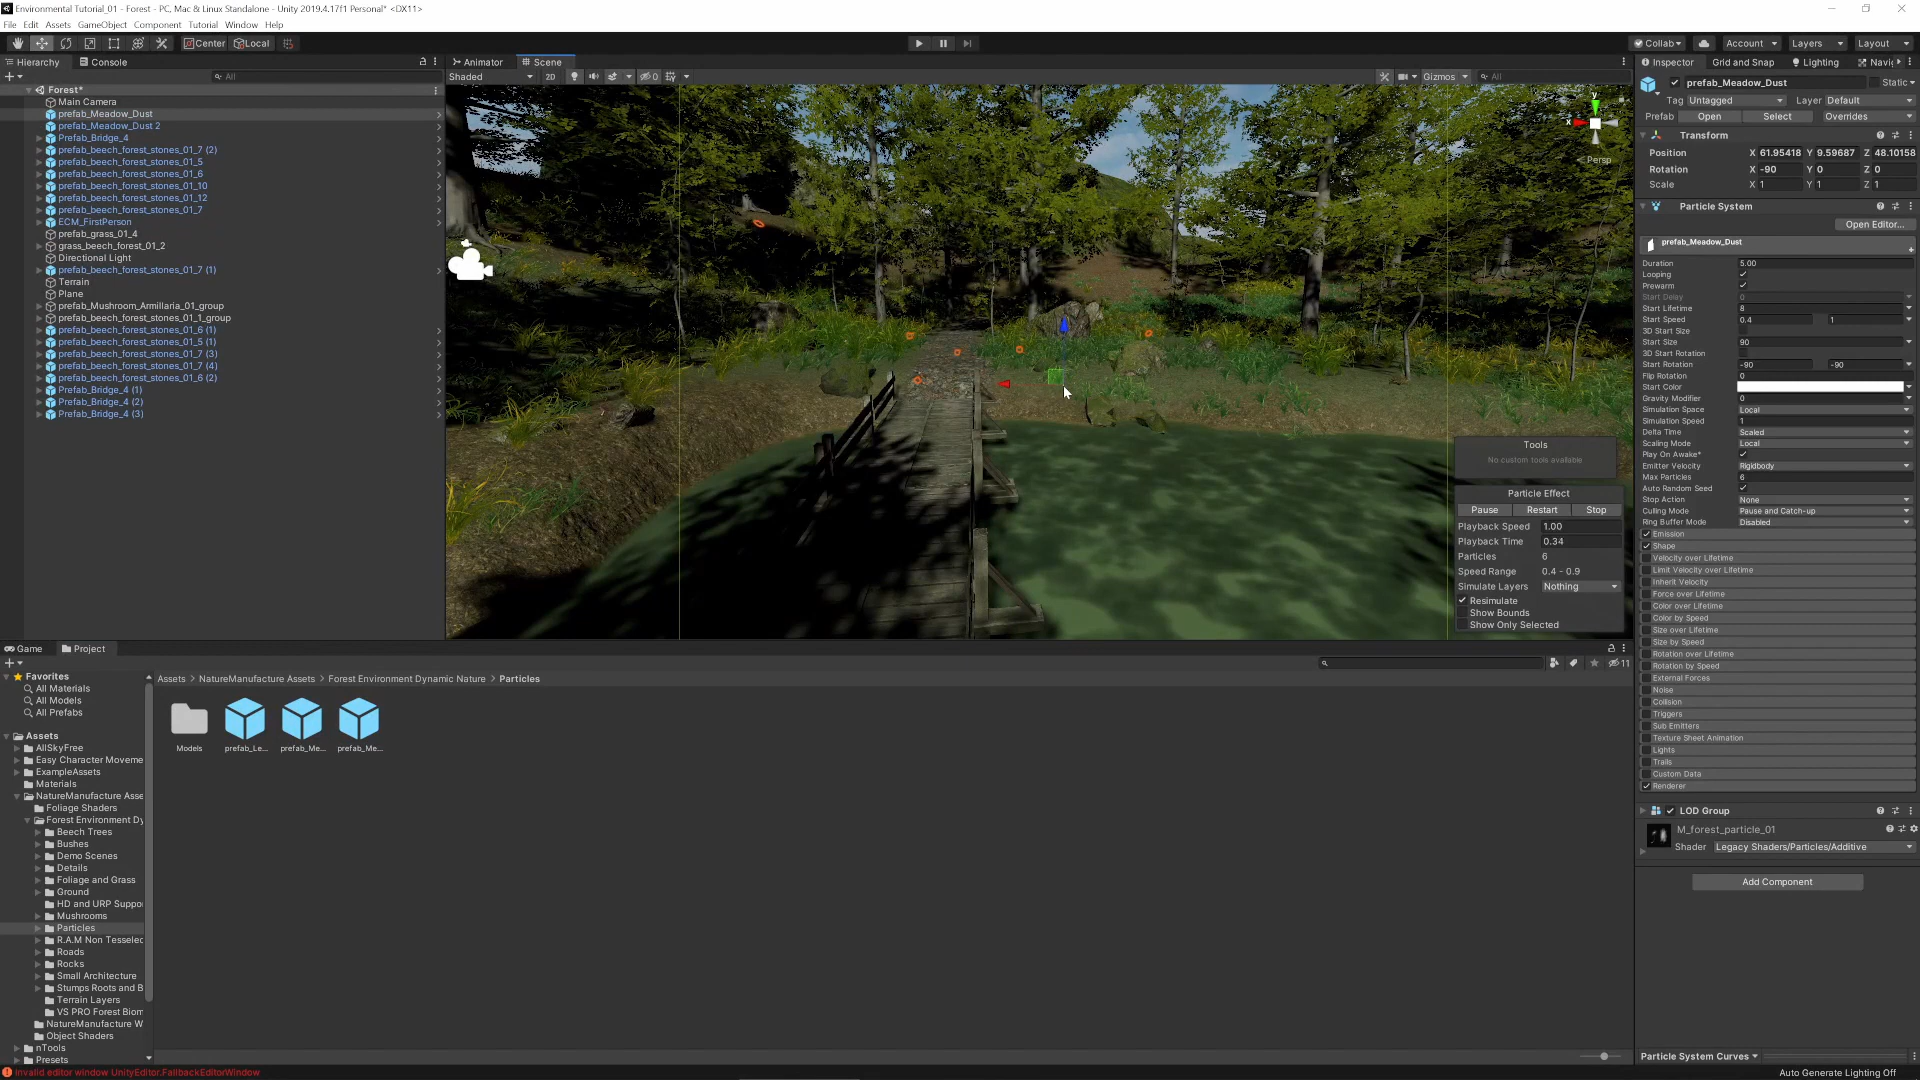 Environmental Tutorial_01 - Forest - PC, Mac & Linux Standalone - Unity 2019.4.17f1 Personal* <DX11>
File Edit Assets GameObject Component Tutorial Window Help
Center Local
Collab Account Layers Layout
Hierarchy Console
All
Forest*
Main Camera
prefab_Meadow_Dust
prefab_Meadow_Dust 2
Prefab_Bridge_4
prefab_beech_forest_stones_01_7 (2)
prefab_beech_forest_stones_01_5
prefab_beech_forest_stones_01_6
prefab_beech_forest_stones_01_10
prefab_beech_forest_stones_01_12
prefab_beech_forest_stones_01_7
ECM_FirstPerson
prefab_grass_01_4
grass_beech_forest_01_2
Directional Light
prefab_beech_forest_stones_01_7 (1)
Terrain
Plane
prefab_Mushroom_Armillaria_01_group
prefab_beech_forest_stones_01_1_group
prefab_beech_forest_stones_01_6 (1)
prefab_beech_forest_stones_01_5 (1)
prefab_beech_forest_stones_01_7 (3)
prefab_beech_forest_stones_01_7 (4)
prefab_beech_forest_stones_01_6 (2)
Prefab_Bridge_4 (1)
Prefab_Bridge_4 (2)
Prefab_Bridge_4 (3)
Animator Scene
Shaded 2D 0 Gizmos All
y
x
Persp
Tools
No custom tools available
Particle Effect
Pause Restart Stop
Playback Speed 1.00
Playback Time 0.34
Particles 6
Speed Range 0.4 - 0.9
Simulate Layers Nothing
Resimulate
Show Bounds
Show Only Selected
Inspector Grid and Snap Lighting Navig
prefab_Meadow_Dust Static
Tag Untagged Layer Default
Prefab Open Select Overrides
Transform
Position X 61.95418 Y 9.59687 Z 48.10158
Rotation X -90 Y 0 Z 0
Scale X 1 Y 1 Z 1
Particle System
Open Editor...
prefab_Meadow_Dust
Duration 5.00
Looping
Prewarm
Start Delay 0
Start Lifetime 8
Start Speed 0.4 1
3D Start Size
Start Size 90
3D Start Rotation
Start Rotation -90 -90
Flip Rotation 0
Start Color
Gravity Modifier 0
Simulation Space Local
Simulation Speed 1
Delta Time Scaled
Scaling Mode Local
Play On Awake*
Emitter Velocity Rigidbody
Max Particles 6
Auto Random Seed
Stop Action None
Culling Mode Pause and Catch-up
Ring Buffer Mode Disabled
Emission
Shape
Velocity over Lifetime
Limit Velocity over Lifetime
Inherit Velocity
Force over Lifetime
Color over Lifetime
Color by Speed
Size over Lifetime
Size by Speed
Rotation over Lifetime
Rotation by Speed
External Forces
Noise
Collision
Triggers
Sub Emitters
Texture Sheet Animation
Lights
Trails
Custom Data
Renderer
LOD Group
M_forest_particle_01
Shader Legacy Shaders/Particles/Additive
Add Component
Particle System Curves
Auto Generate Lighting Off
Game Project
11
Favorites
All Materials
All Models
All Prefabs
Assets
AllSkyFree
Easy Character Moveme
ExampleAssets
Materials
NatureManufacture Asse
Foliage Shaders
Forest Environment Dy
Beech Trees
Bushes
Demo Scenes
Details
Foliage and Grass
Ground
HD and URP Suppo
Mushrooms
Particles
R.A.M Non Tesselec
Roads
Rocks
Small Architecture
Stumps Roots and B
Terrain Layers
VS PRO Forest Biom
NatureManufacture W
Object Shaders
nTools
Presets
Assets > NatureManufacture Assets > Forest Environment Dynamic Nature > Particles
Models prefab_Le... prefab_Me... prefab_Me...
Invalid editor window UnityEditor.FallbackEditorWindow